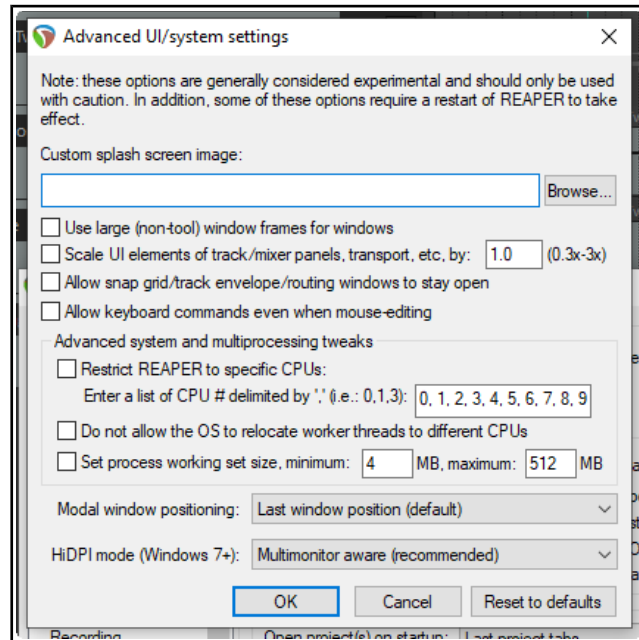 Advanced UI/system settings
Note: these options are generally considered experimental and should only be used
with caution. In addition, some of these options require a restart of REAPER to take
effect.
Custom splash screen image:
Browse...
Use large (non-tool) window frames for windows
Scale UI elements of track/mixer panels, transport, etc, by: 1.0 (0.3x-3x)
Allow snap grid/track envelope/routing windows to stay open
Allow keyboard commands even when mouse-editing
Advanced system and multiprocessing tweaks
Restrict REAPER to specific CPUs:
Enter a list of CPU # delimited by ',' (i.e.: 0,1,3): 0, 1, 2, 3, 4, 5, 6, 7, 8, 9
Do not allow the OS to relocate worker threads to different CPUs
Set process working set size, minimum: 4 MB, maximum: 512 MB
Modal window positioning: Last window position (default)
HiDPI mode (Windows 7+): Multimonitor aware (recommended)
OK Cancel Reset to defaults
Recording Open project(s) on startup: Last project tabs